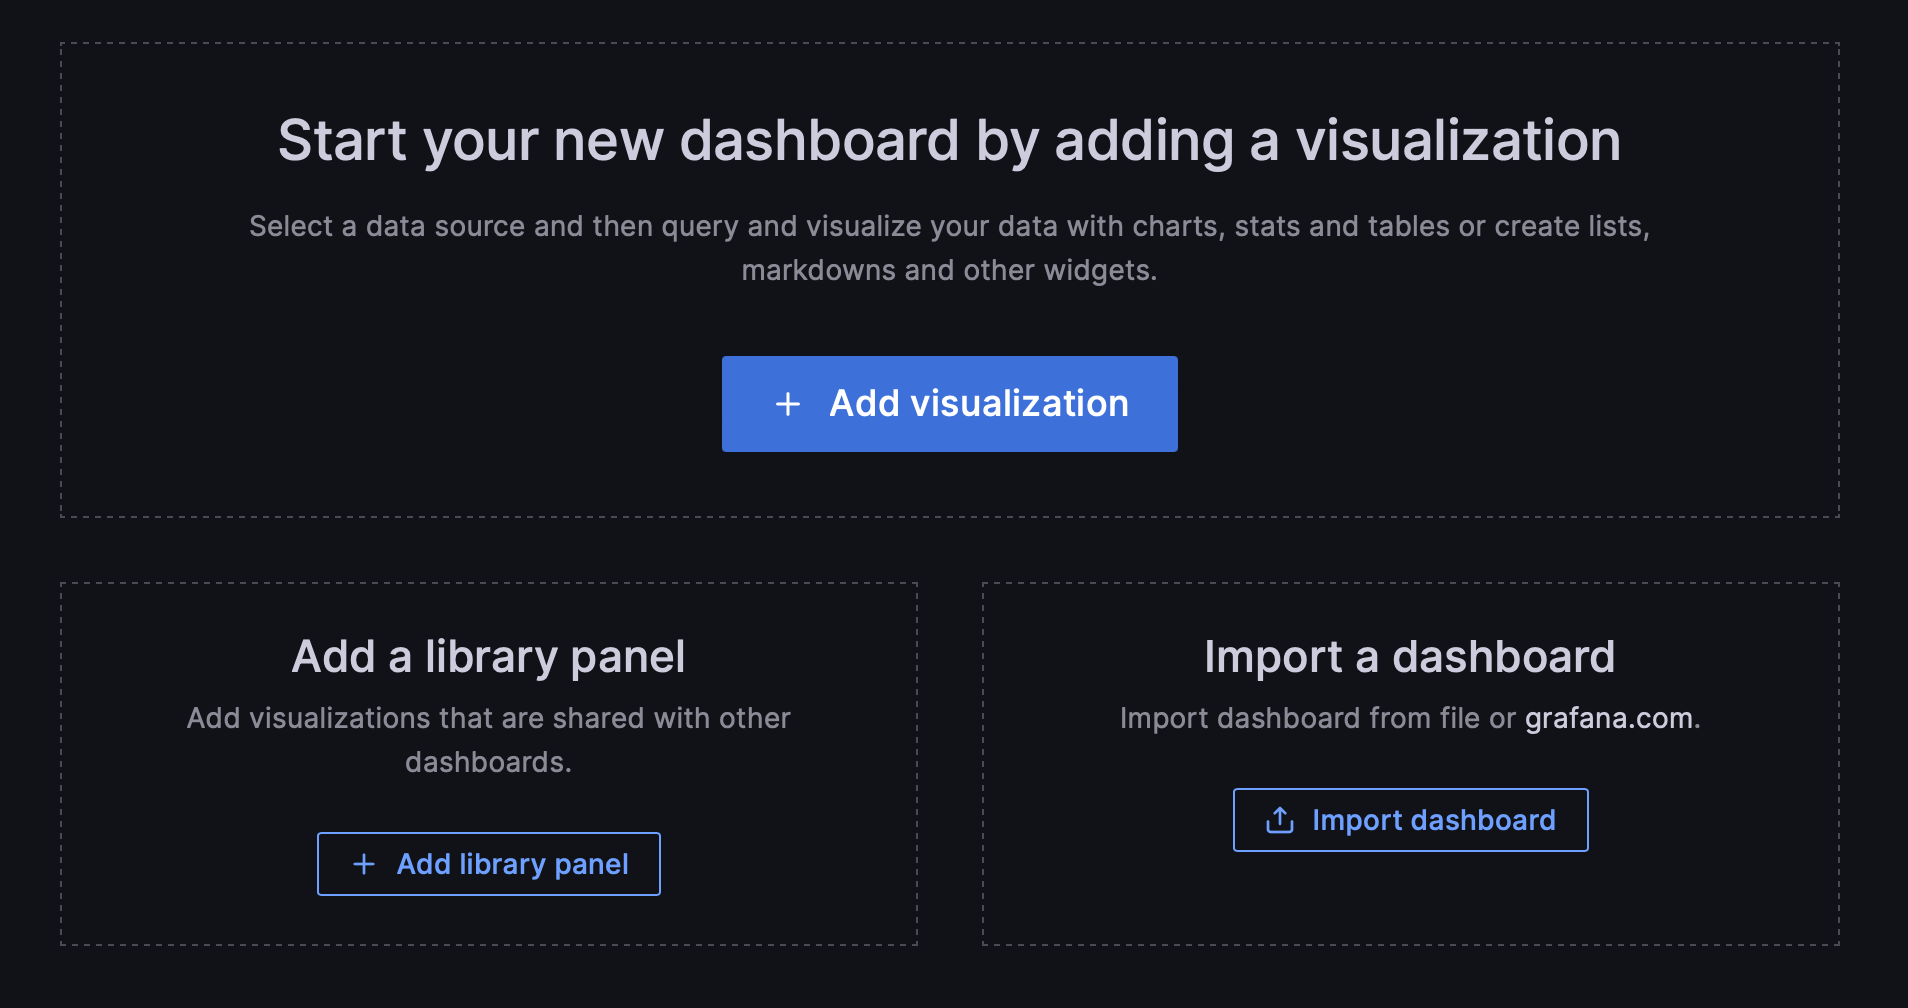 Start your new dashboard by adding a visualization
Select a data source and then query and visualize your data with charts, stats and tables or create lists,
markdowns and other widgets.
+ Add visualization
Add a library panel
Add visualizations that are shared with other
dashboards.
+ Add library panel
Import a dashboard
Import dashboard from file or grafana.com.
Import dashboard